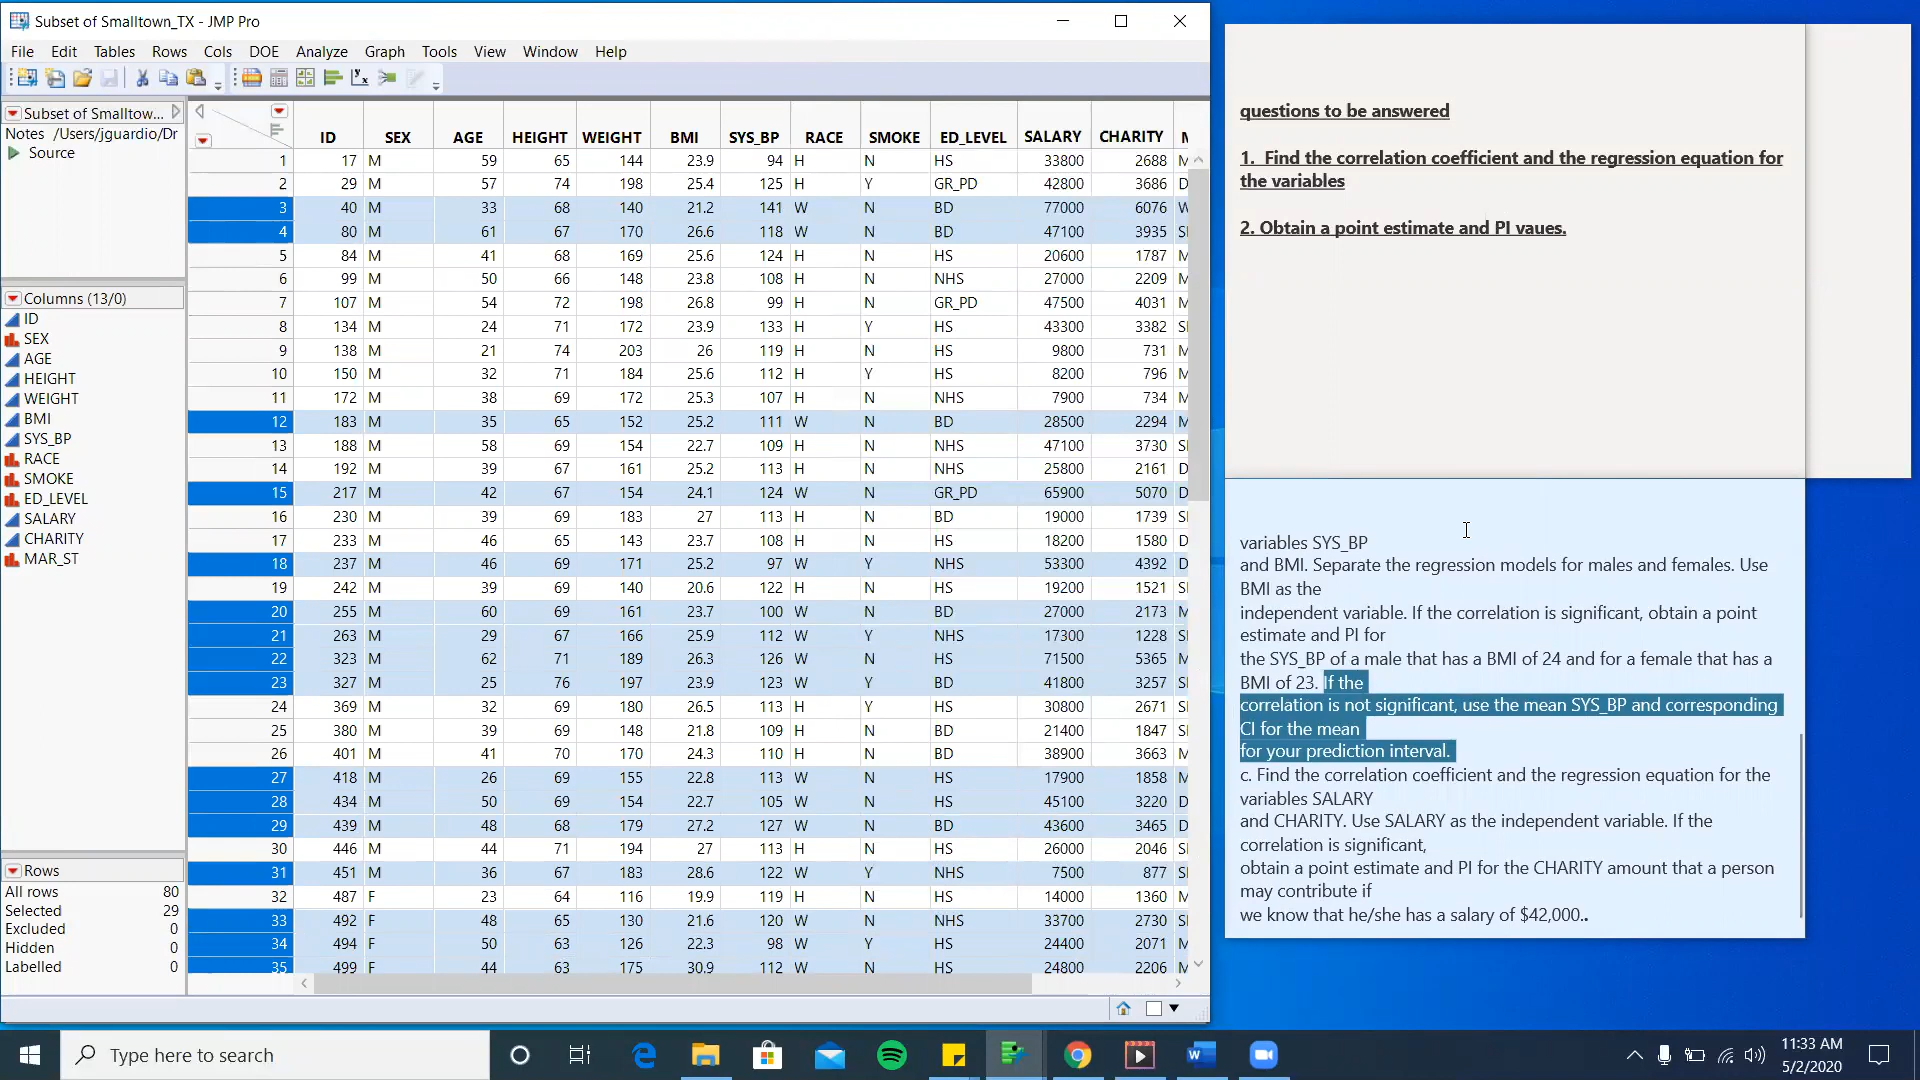 Subset of Smalltown_TX - JMP Pro
File Edit Tables Rows Cols DOE Analyze Graph Tools View Window Help
Subset of Smalltown...
Notes /Users/jguardio/Dr
Source
Columns (13/0)
ID
SEX
AGE
HEIGHT
WEIGHT
BMI
SYS_BP
RACE
SMOKE
ED_LEVEL
SALARY
CHARITY
MAR_ST
Rows
All rows 80
Selected 29
Excluded 0
Hidden 0
Labelled 0
ID SEX AGE HEIGHT WEIGHT BMI SYS_BP RACE SMOKE ED_LEVEL SALARY CHARITY
1 17 M 59 65 144 23.9 94 H N HS 33800 2688 M
2 29 M 57 74 198 25.4 125 H Y GR_PD 42800 3686 D
3 40 M 33 68 140 21.2 141 W N BD 77000 6076 W
4 80 M 61 67 170 26.6 118 W N BD 47100 3935 S
5 84 M 41 68 169 25.6 124 H N HS 20600 1787 M
6 99 M 50 66 148 23.8 108 H N NHS 27000 2209 M
7 107 M 54 72 198 26.8 99 H N GR_PD 47500 4031 M
8 134 M 24 71 172 23.9 133 H Y HS 43300 3382 S
9 138 M 21 74 203 26 119 H N HS 9800 731 M
10 150 M 32 71 184 25.6 112 H Y HS 8200 796 M
11 172 M 38 69 172 25.3 107 H N NHS 7900 734 M
12 183 M 35 65 152 25.2 111 W N BD 28500 2294 M
13 188 M 58 69 154 22.7 109 H N NHS 47100 3730 S
14 192 M 39 67 161 25.2 113 H N NHS 25800 2161 D
15 217 M 42 67 154 24.1 124 W N GR_PD 65900 5070 D
16 230 M 39 69 183 27 113 H N BD 19000 1739 S
17 233 M 46 65 143 23.7 108 H N HS 18200 1580 D
18 237 M 46 69 171 25.2 97 W Y NHS 53300 4392 D
19 242 M 39 69 140 20.6 122 H N HS 19200 1521 S
20 255 M 60 69 161 23.7 100 W N BD 27000 2173 M
21 263 M 29 67 166 25.9 112 W Y NHS 17300 1228 S
22 323 M 62 71 189 26.3 126 W N HS 71500 5365 M
23 327 M 25 76 197 23.9 123 W Y HS 41800 3257 S
24 369 M 32 69 180 26.5 113 H Y HS 30800 2671 S
25 380 M 39 69 148 21.8 109 H N BD 21400 1847 S
26 401 M 41 70 170 24.3 110 H N BD 38900 3663 M
27 418 M 26 69 155 22.8 113 W N HS 17900 1858 M
28 434 M 50 69 154 22.7 105 W N HS 45100 3220 D
29 439 M 48 68 179 27.2 127 W N BD 43600 3465 D
30 446 M 44 71 194 27 113 H N HS 26000 2046 S
31 451 M 36 67 183 28.6 122 W Y NHS 7500 877 S
32 487 F 23 64 116 19.9 119 H N HS 14000 1360 M
33 492 F 48 65 130 21.6 120 W N NHS 33700 2730 S
34 494 F 50 63 126 22.3 98 W Y HS 24400 2071 M
35 499 F 44 63 175 30.9 112 W N HS 24800 2206 M
questions to be answered
1. Find the correlation coefficient and the regression equation for
the variables
2. Obtain a point estimate and PI vaues.
variables SYS_BP
and BMI. Separate the regression models for males and females. Use
BMI as the
independent variable. If the correlation is significant, obtain a point
estimate and PI for
the SYS_BP of a male that has a BMI of 24 and for a female that has a
BMI of 23. If the
correlation is not significant, use the mean SYS_BP and corresponding
CI for the mean
for your prediction interval.
c. Find the correlation coefficient and the regression equation for the
variables SALARY
and CHARITY. Use SALARY as the independent variable. If the
correlation is significant,
obtain a point estimate and PI for the CHARITY amount that a person
may contribute if
we know that he/she has a salary of $42,000..
Type here to search
11:33 AM
5/2/2020